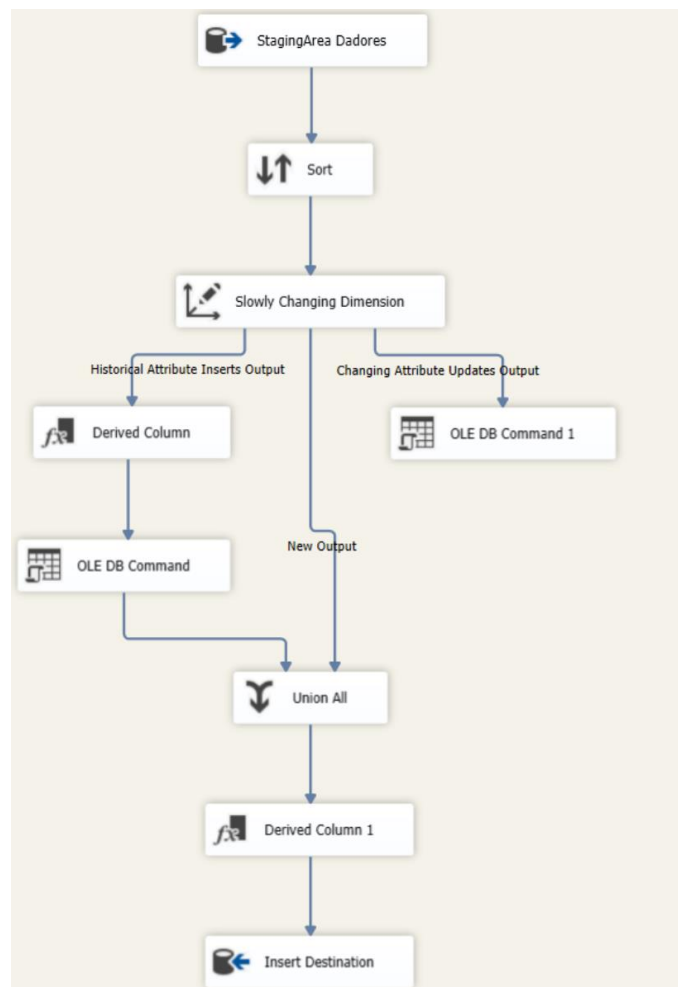 StagingArea Dadores
Sort
Slowly Changing Dimension
Historical Attribute Inserts Output
Changing Attribute Updates Output
Derived Column
OLE DB Command 1
New Output
OLE DB Command
Union All
Derived Column 1
Insert Destination